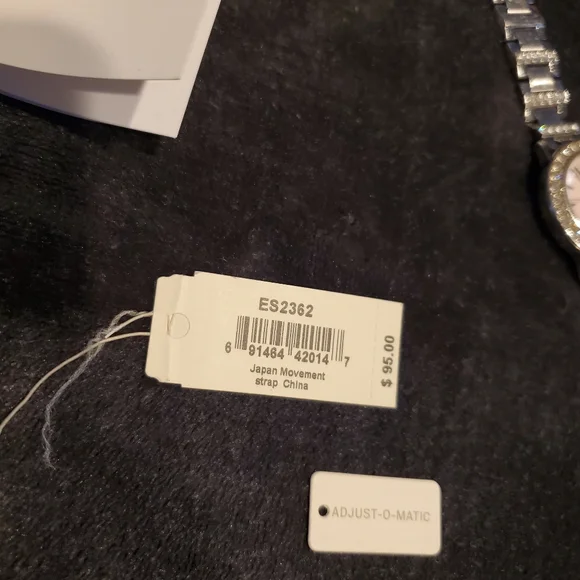 ES2362
6 91464 42014 7
Japan Movement
strap China
$ 95.00
ADJUST-O-MATIC